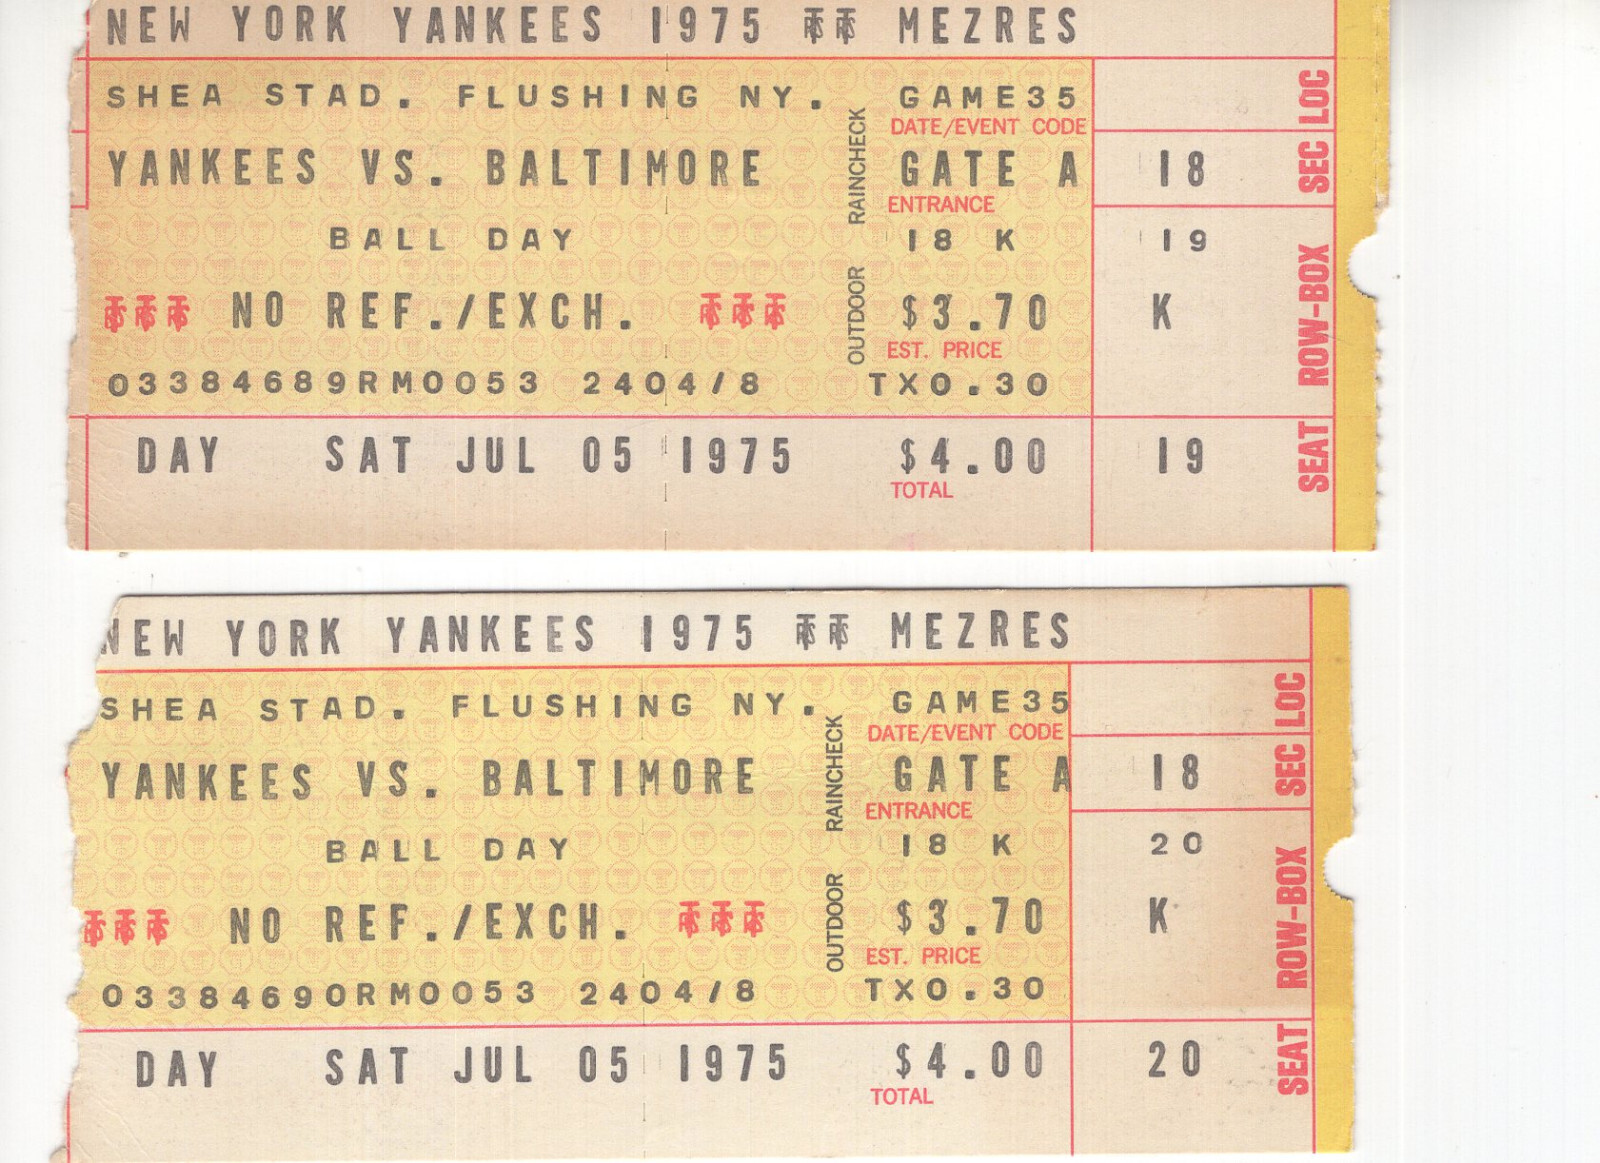 NEW YORK YANKEES 1975 MEZRES
SHEA STAD. FLUSHING NY. GAME35
DATE/EVENT CODE
YANKEES VS. BALTIMORE GATE A 18
ENTRANCE
BALL DAY 18 K 19
NO REF./EXCH. $3.70 K
EST. PRICE
03384689RM0053 2404/8 TX0.30
DAY SAT JUL 05 1975 $4.00 19
TOTAL
OUTDOOR RAINCHECK
SEAT ROW-BOX SEC LOC
NEW YORK YANKEES 1975 MEZRES
SHEA STAD. FLUSHING NY. GAME35
DATE/EVENT CODE
YANKEES VS. BALTIMORE GATE A 18
ENTRANCE
BALL DAY 18 K 20
NO REF./EXCH. $3.70 K
EST. PRICE
03384690RM0053 2404/8 TX0.30
DAY SAT JUL 05 1975 $4.00 20
TOTAL
OUTDOOR RAINCHECK
SEAT ROW-BOX SEC LOC